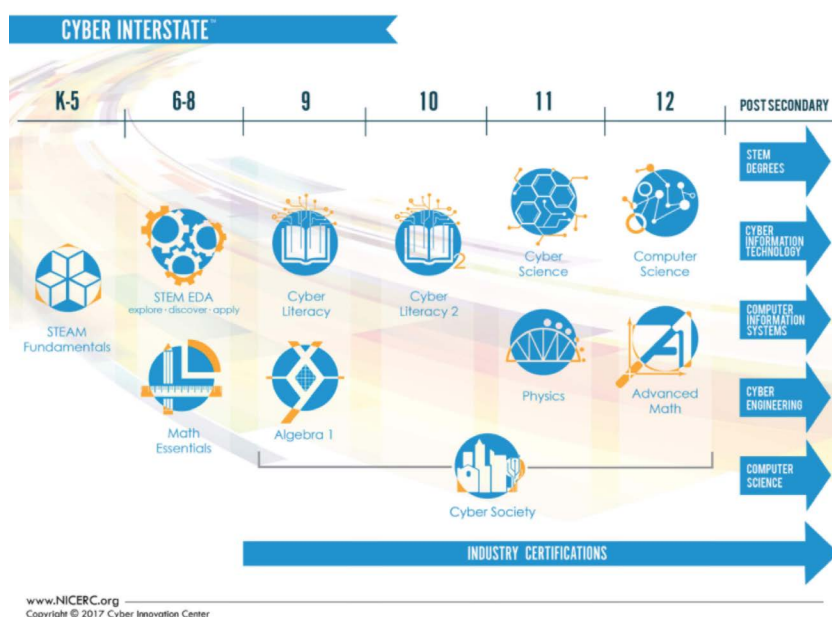 CYBER INTERSTATE™
K-5
6-8
9
10
11
12
POST SECONDARY
STEM
DEGREES
CYBER
INFORMATION
TECHNOLOGY
COMPUTER
INFORMATION
SYSTEMS
CYBER
ENGINEERING
COMPUTER
SCIENCE
STEAM
Fundamentals
STEM EDA
explore · discover · apply
Cyber
Literacy
2
Cyber
Literacy 2
Cyber
Science
Computer
Science
Math
Essentials
Algebra 1
Physics
Advanced
Math
Cyber Society
INDUSTRY CERTIFICATIONS
www.NICERC.org
Copyright © 2017 Cyber Innovation Center